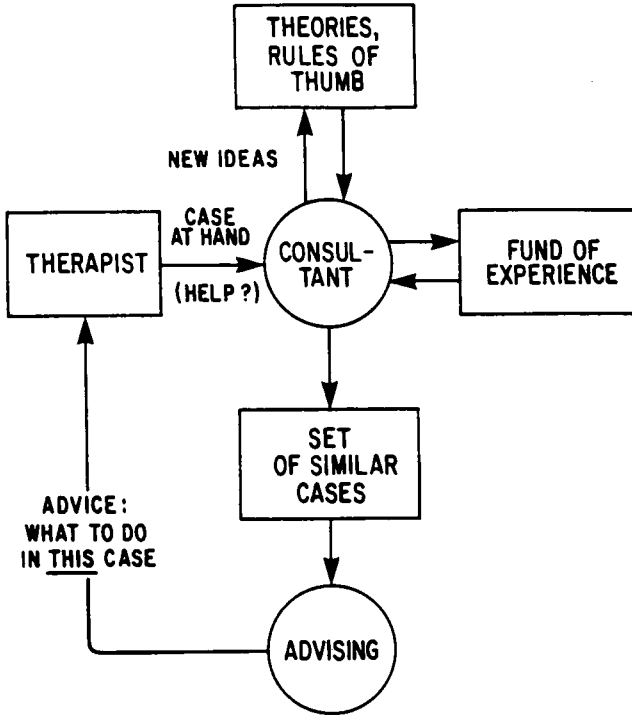 THEORIES,
RULES OF
THUMB
NEW IDEAS
CASE
AT HAND
THERAPIST
(HELP?)
CONSUL-
TANT
FUND OF
EXPERIENCE
SET
OF SIMILAR
CASES
ADVICE:
WHAT TO DO
IN THIS CASE
ADVISING